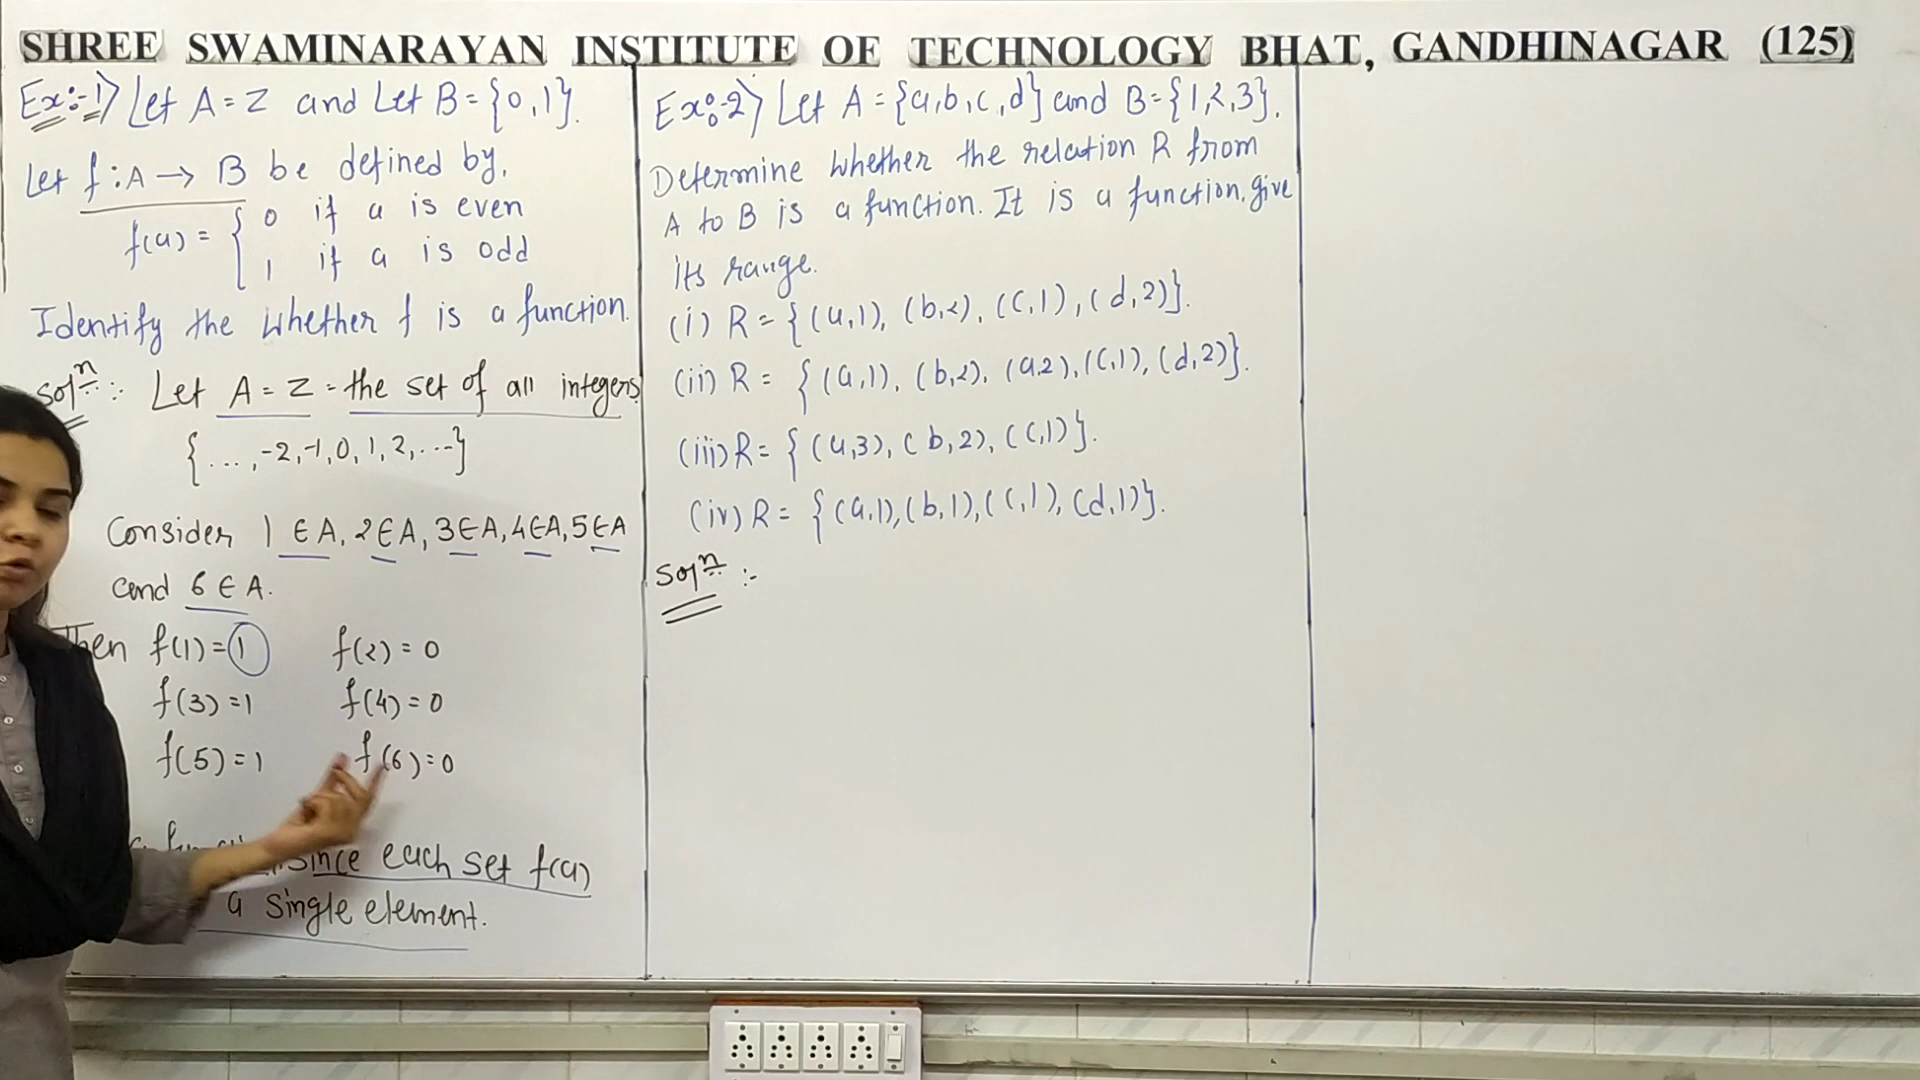 SHREE SWAMINARAYAN INSTITUTE OF TECHNOLOGY BHAT, GANDHINAGAR (125)
Ex:-1) Let A = Z and Let B = {0,1}.
Let f : A → B be defined by,
f(a) = { 0 if a is even
1 if a is odd
Identify the whether f is a function.
Solⁿ :- Let A = Z = the set of all integers
{..., -2, -1, 0, 1, 2, ...}
Consider 1 ∈ A, 2 ∈ A, 3 ∈ A, 4 ∈ A, 5 ∈ A
and 6 ∈ A.
Then f(1) = 1 f(2) = 0
f(3) = 1 f(4) = 0
f(5) = 1 f(6) = 0
since each set f(a)
a single element.
Ex:-2) Let A = {a,b,c,d} and B = {1,2,3}.
Determine whether the relation R from
A to B is a function. It is a function, give
its range.
(i) R = {(a,1), (b,2), (c,1), (d,2)}.
(ii) R = {(a,1), (b,2), (a,2), (c,1), (d,2)}.
(iii) R = {(a,3), (b,2), (c,1)}.
(iv) R = {(a,1), (b,1), (c,1), (d,1)}.
Solⁿ :-